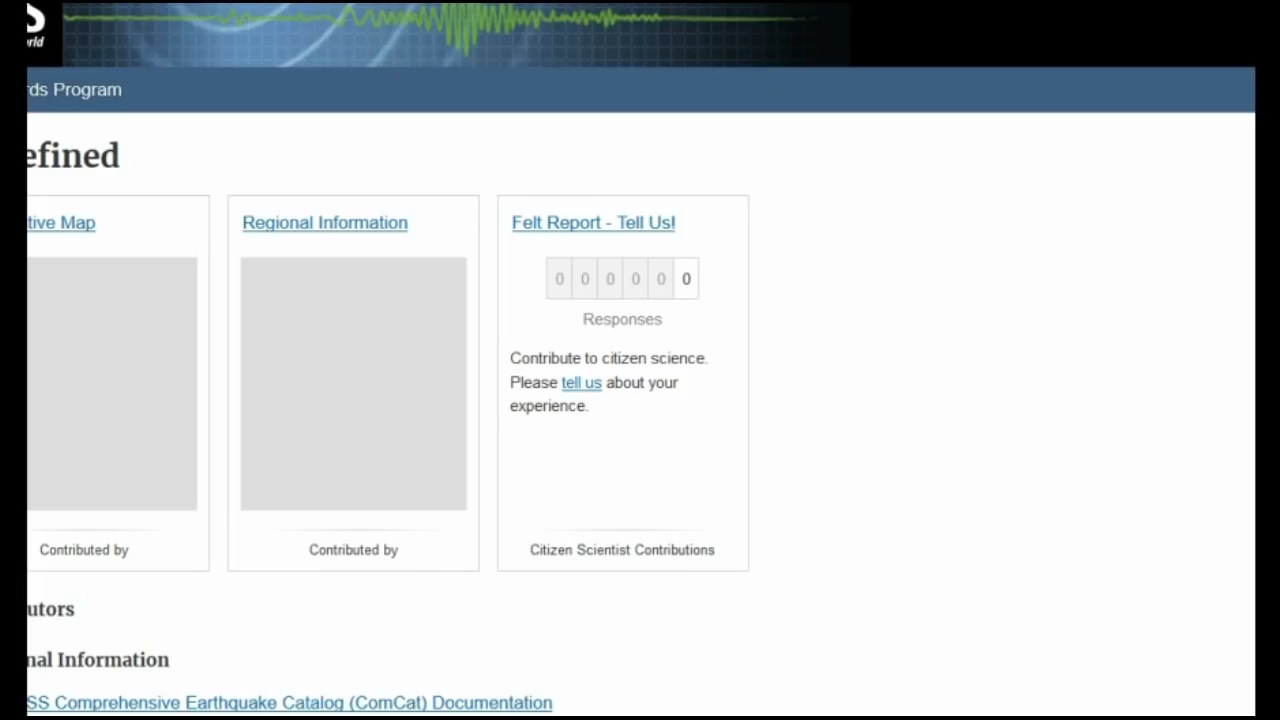 S
rld
rds Program
efined
tive Map
Regional Information
Felt Report - Tell Us!
0 0 0 0 0 0
Responses
Contribute to citizen science.
Please tell us about your
experience.
Contributed by
Contributed by
Citizen Scientist Contributions
utors
nal Information
SS Comprehensive Earthquake Catalog (ComCat) Documentation